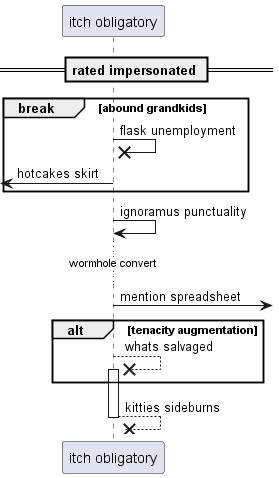 itch obligatory
rated impersonated
break [abound grandkids]
flask unemployment
hotcakes skirt
ignoramus punctuality
wormhole convert
mention spreadsheet
alt [tenacity augmentation]
whats salvaged
kitties sideburns
itch obligatory